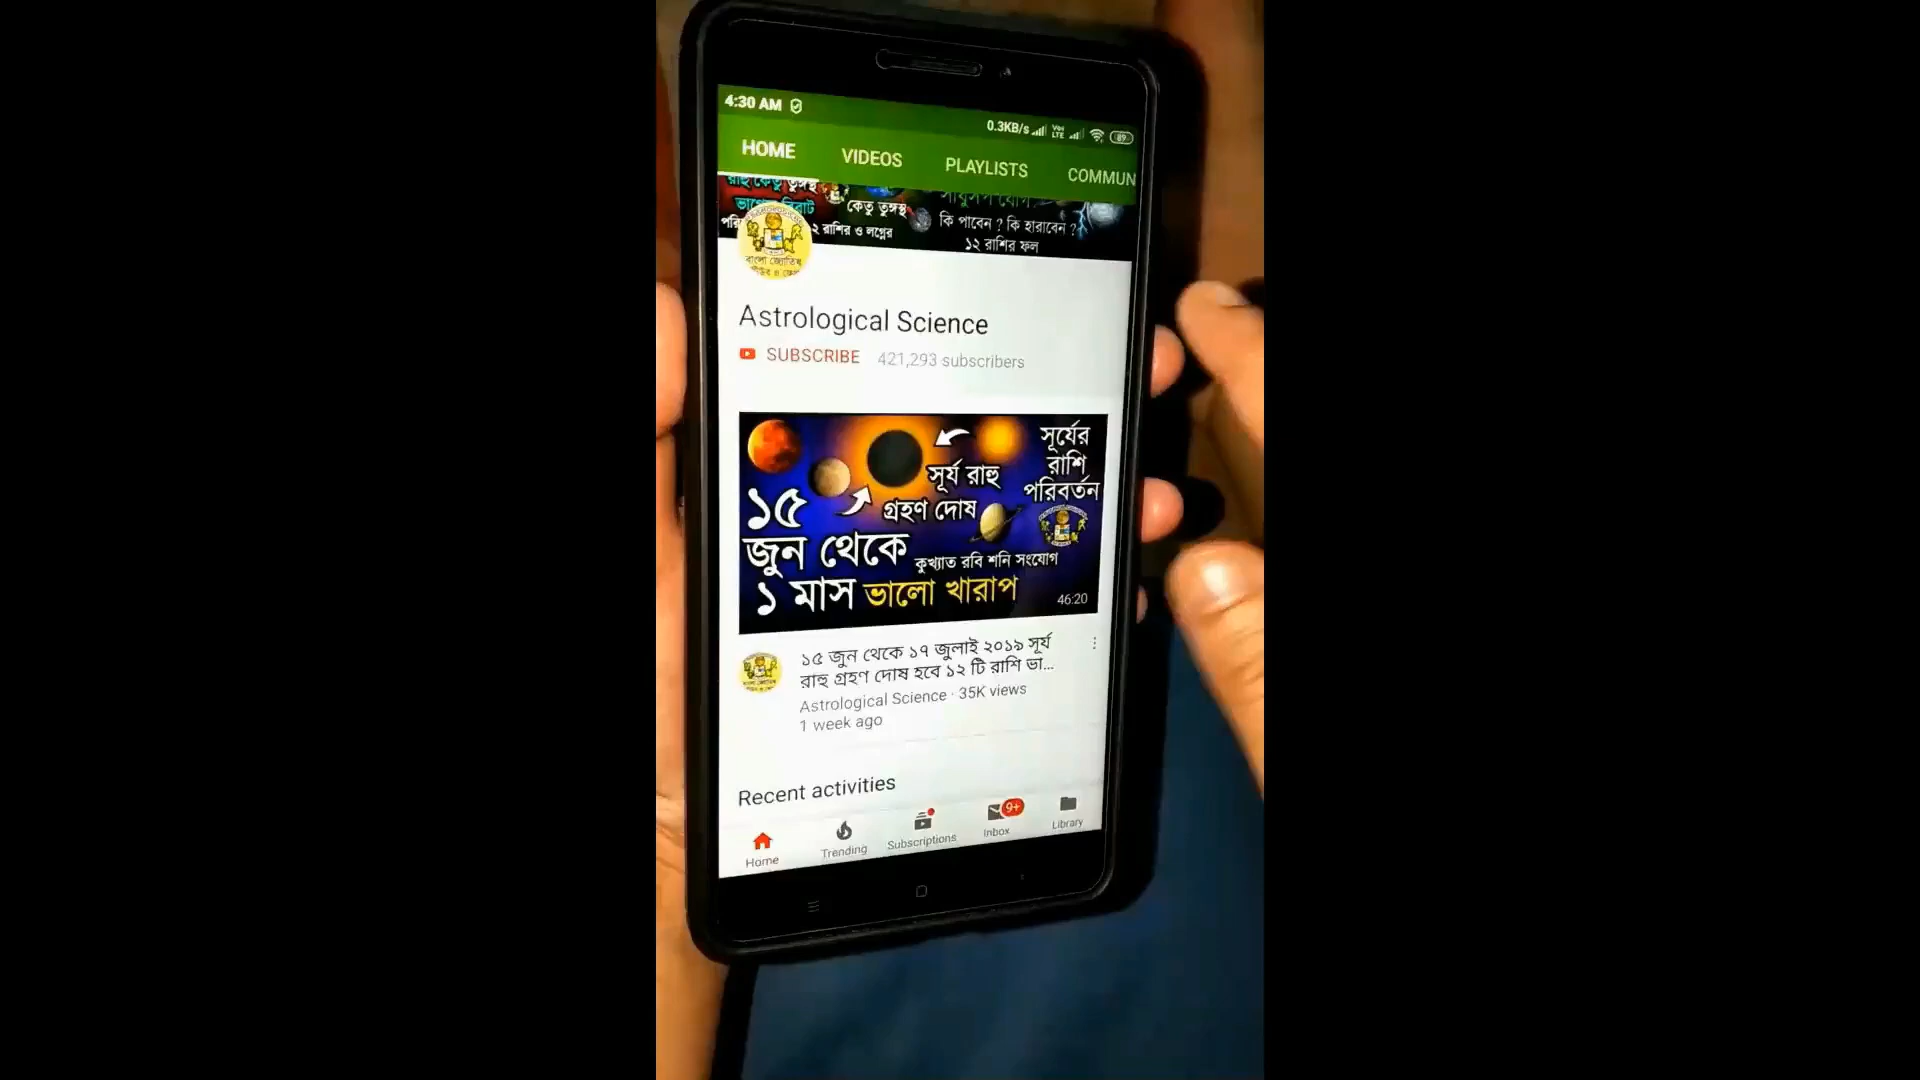 4:30 AM
0.3KB/s
89
HOME VIDEOS PLAYLISTS COMMUN
রাহু কেতু তুঙ্গস্থ
কেতু তুঙ্গস্থ
২ রাশির ও লগ্নের
কি পাবেন ? কি হারাবেন ?
১২ রাশির ফল
বাংলা জ্যোতিষ
Astrological Science
SUBSCRIBE 421,293 subscribers
সূর্যের
রাশি
পরিবর্তন
সূর্য রাহু
গ্রহণ দোষ
১৫
জুন থেকে
কুখ্যাত রবি শনি সংযোগ
১ মাস ভালো খারাপ
46:20
১৫ জুন থেকে ১৭ জুলাই ২০১৯ সূর্য
রাহু গ্রহণ দোষ হবে ১২ টি রাশি ভা...
Astrological Science · 35K views
1 week ago
Recent activities
9+
Home Trending Subscriptions Inbox Library